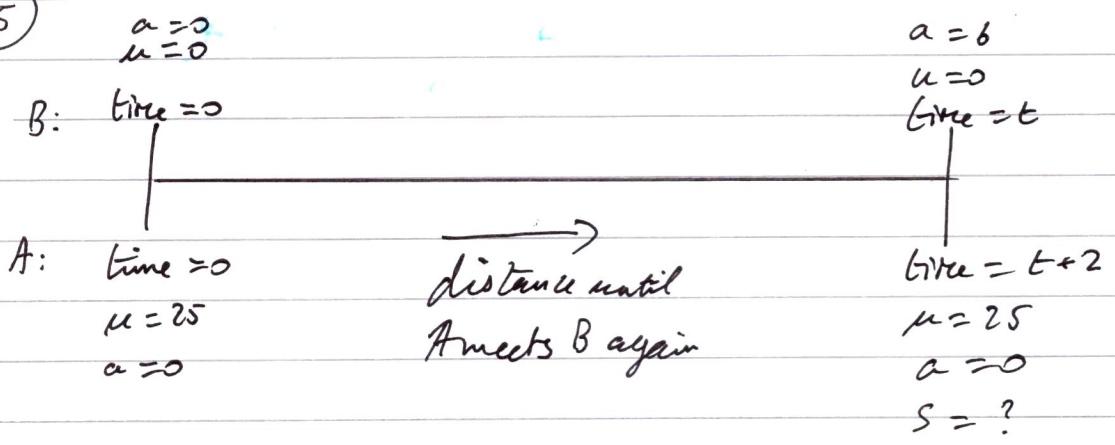 5
a = 0
u = 0
B: time = 0
a = 6
u = 0
time = t
A: time = 0
u = 25
a = 0
distance until
A meets B again
time = t + 2
u = 25
a = 0
S = ?